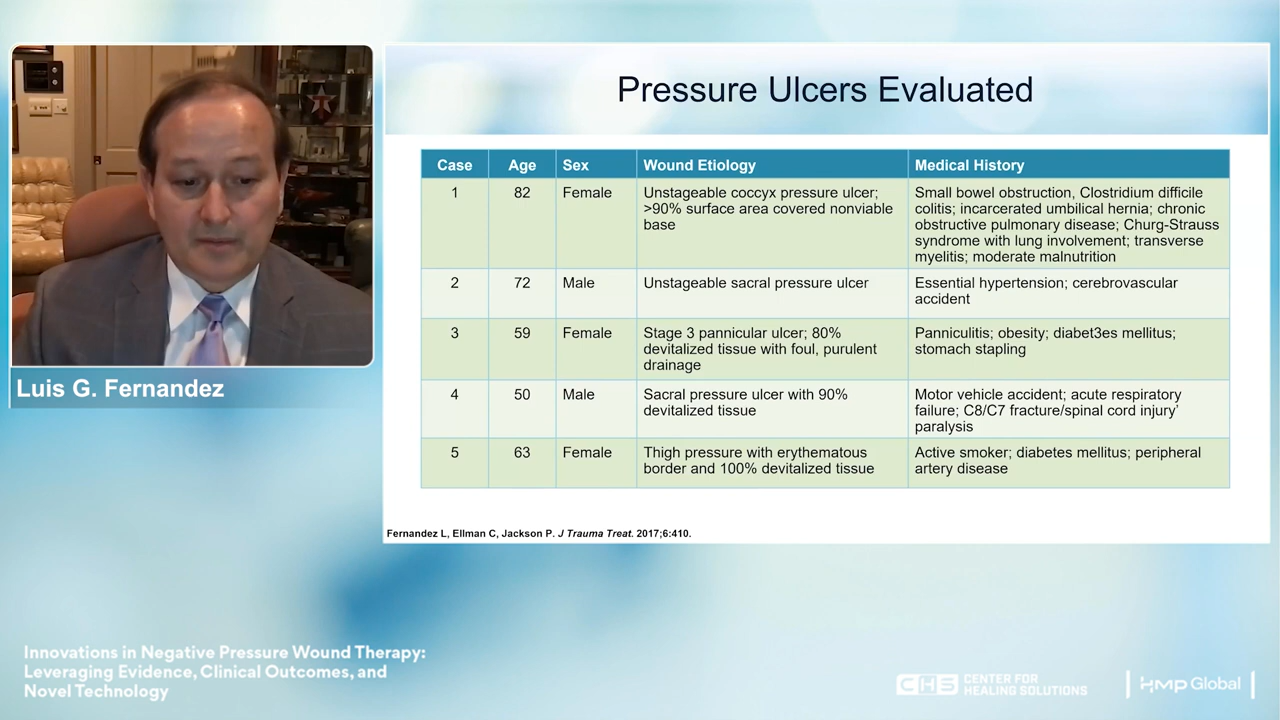 Pressure Ulcers Evaluated
Case Age Sex Wound Etiology Medical History
1 82 Female Unstageable coccyx pressure ulcer; >90% surface area covered nonviable base Small bowel obstruction, Clostridium difficile colitis; incarcerated umbilical hernia; chronic obstructive pulmonary disease; Churg-Strauss syndrome with lung involvement; transverse myelitis; moderate malnutrition
2 72 Male Unstageable sacral pressure ulcer Essential hypertension; cerebrovascular accident
3 59 Female Stage 3 pannicular ulcer; 80% devitalized tissue with foul, purulent drainage Panniculitis; obesity; diabet3es mellitus; stomach stapling
4 50 Male Sacral pressure ulcer with 90% devitalized tissue Motor vehicle accident; acute respiratory failure; C8/C7 fracture/spinal cord injury’ paralysis
5 63 Female Thigh pressure with erythematous border and 100% devitalized tissue Active smoker; diabetes mellitus; peripheral artery disease
Fernandez L, Ellman C, Jackson P. J Trauma Treat. 2017;6:410.
Luis G. Fernandez
Innovations in Negative Pressure Wound Therapy:
Leveraging Evidence, Clinical Outcomes, and
Novel Technology
CHS CENTER FOR
HEALING SOLUTIONS
HMP Global